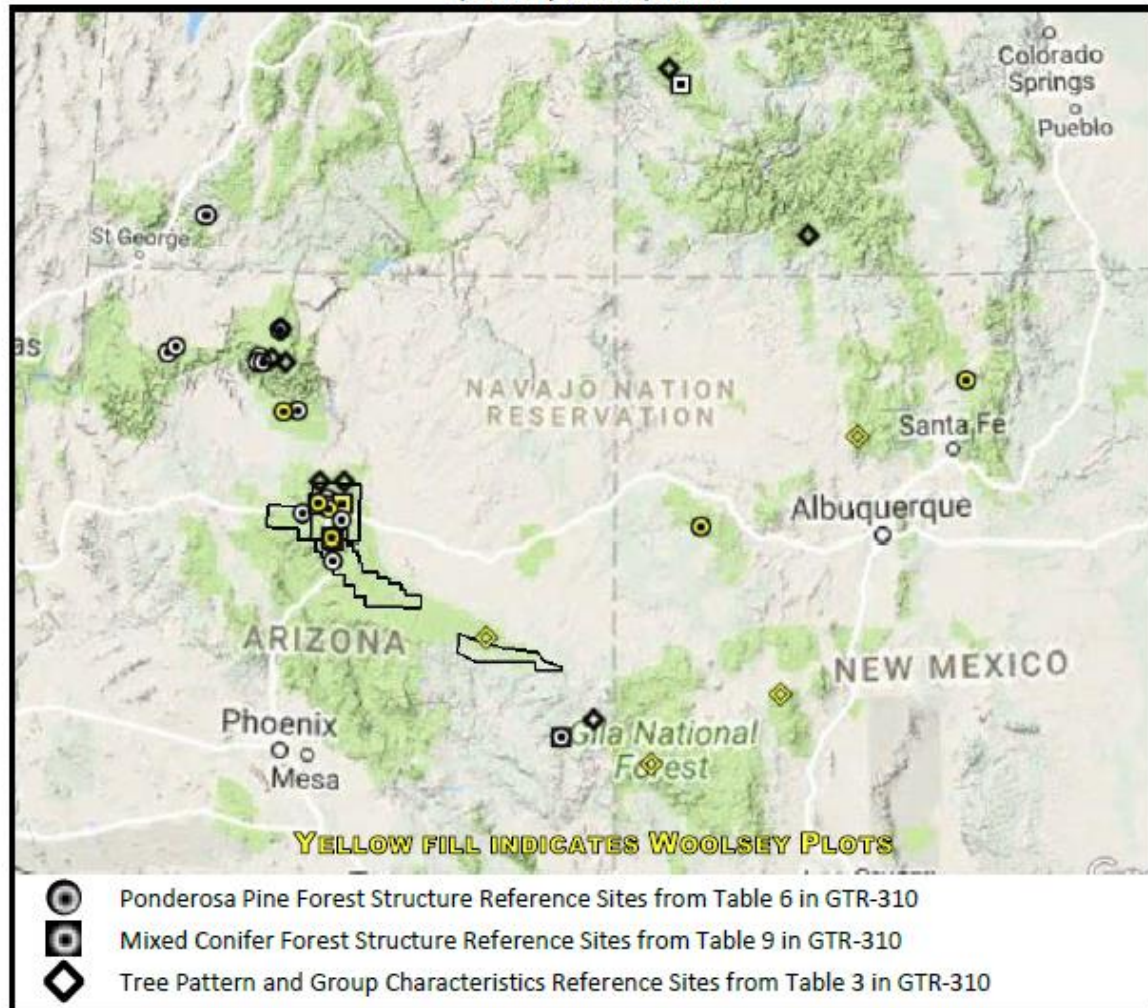 Colorado
Springs
Pueblo
St George
as
NAVAJO NATION
RESERVATION
Santa Fe
Albuquerque
ARIZONA
NEW MEXICO
Phoenix
Mesa
Gila National
Forest
YELLOW FILL INDICATES WOOLSEY PLOTS
Ponderosa Pine Forest Structure Reference Sites from Table 6 in GTR-310
Mixed Conifer Forest Structure Reference Sites from Table 9 in GTR-310
Tree Pattern and Group Characteristics Reference Sites from Table 3 in GTR-310